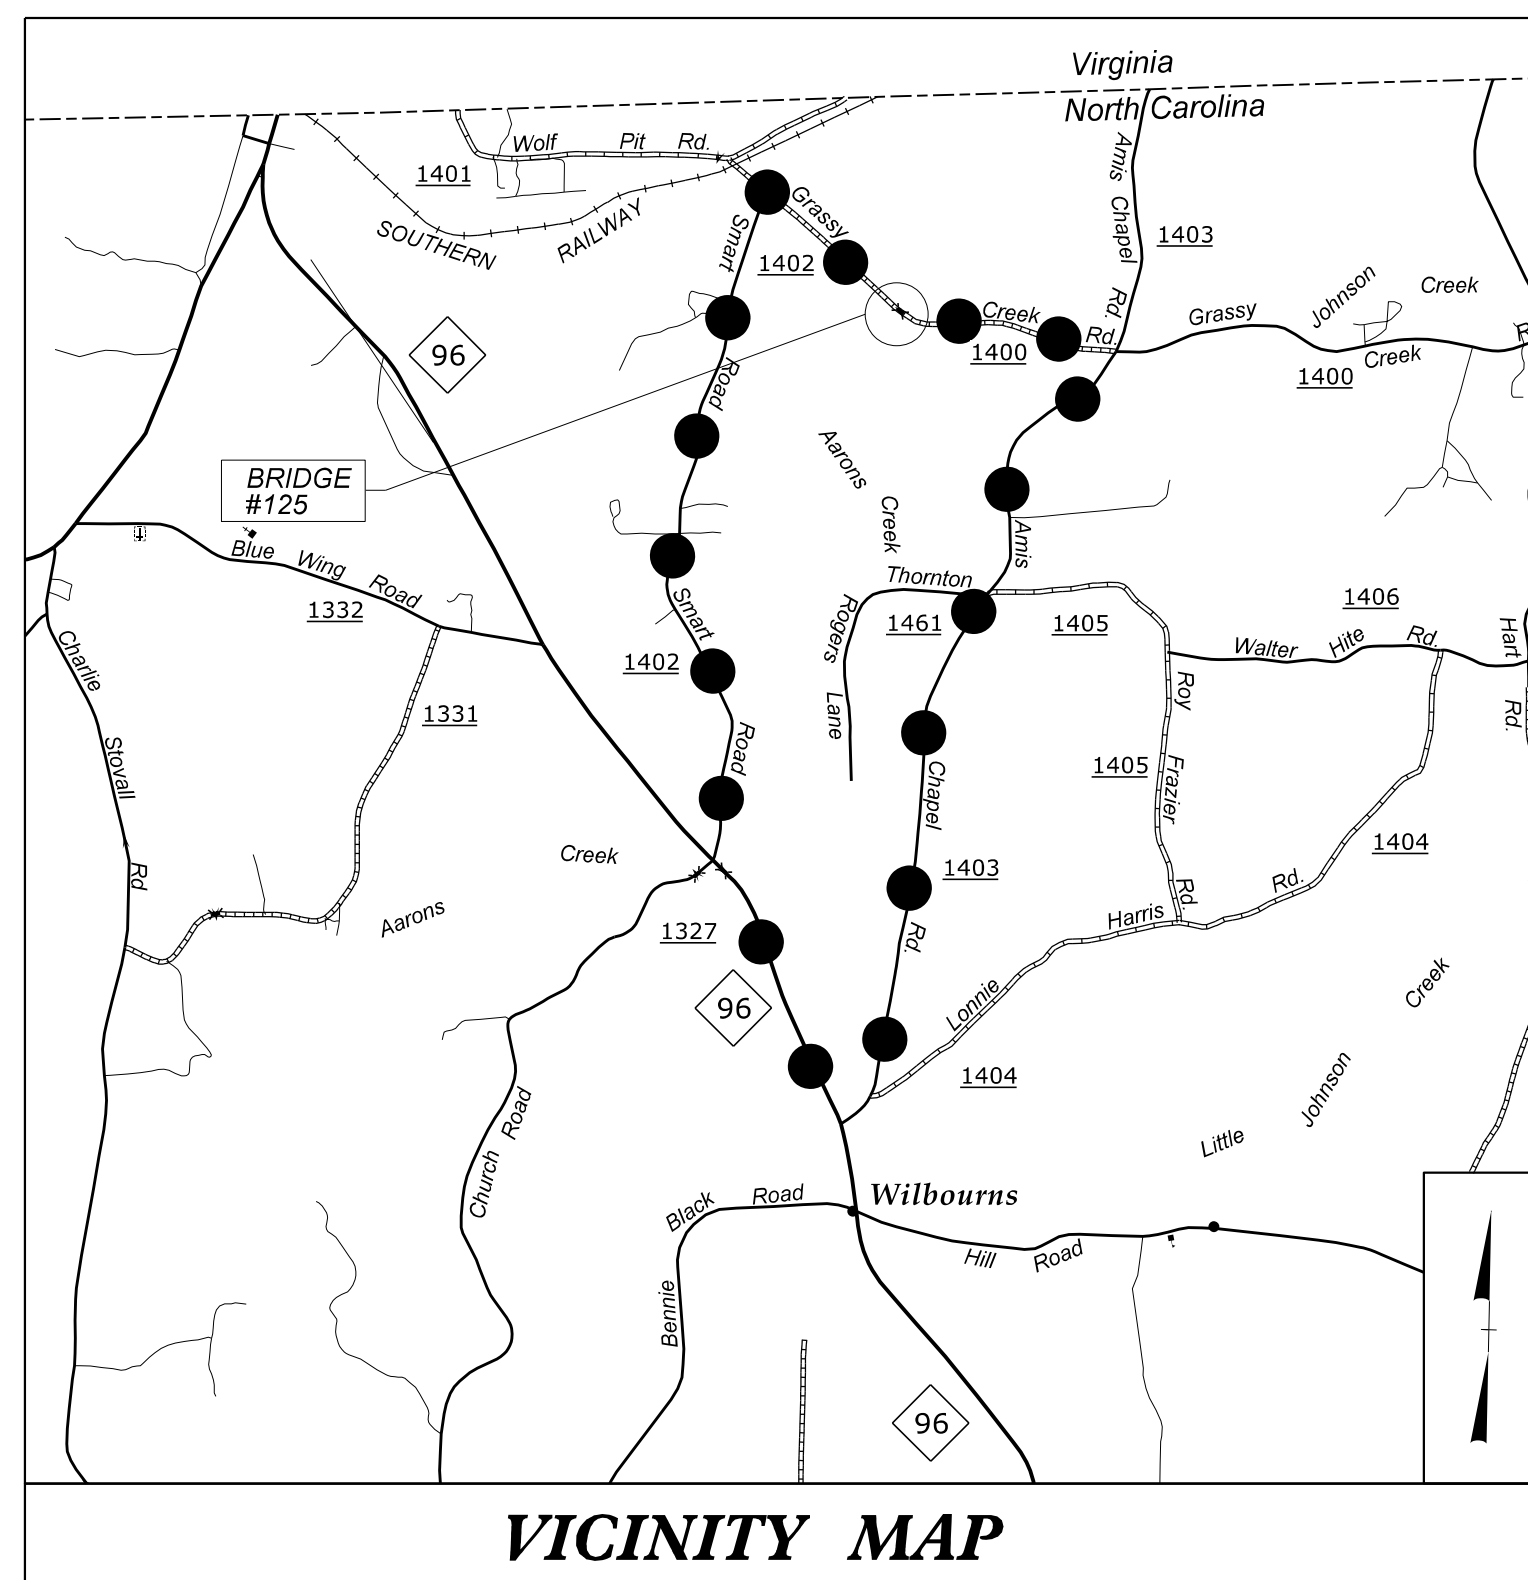 Virginia
North Carolina
Wolf Pit Rd.
1401
SOUTHERN RAILWAY
Grassy
Smart
1402
Amis Chapel Rd.
1403
96
Creek
Rd.
1400
Grassy
Creek
1400
Johnson
Creek
Road
BRIDGE
#125
Aarons
Creek
Amis
Blue Wing Road
1332
Thornton
Rogers
Lane
1461
1405
1406
Walter Hite Rd.
Hart
Rd.
Smart
1402
Road
Charlie
Stovall
Rd
1331
Roy
Frazier
Rd.
1405
Chapel
1403
Rd.
1404
Creek
Aarons
1327
96
Harris
Rd.
Lonnie
1404
Creek
Johnson
Little
Church Road
Wilbourns
Black
Road
Bennie
Hill Road
96
VICINITY MAP